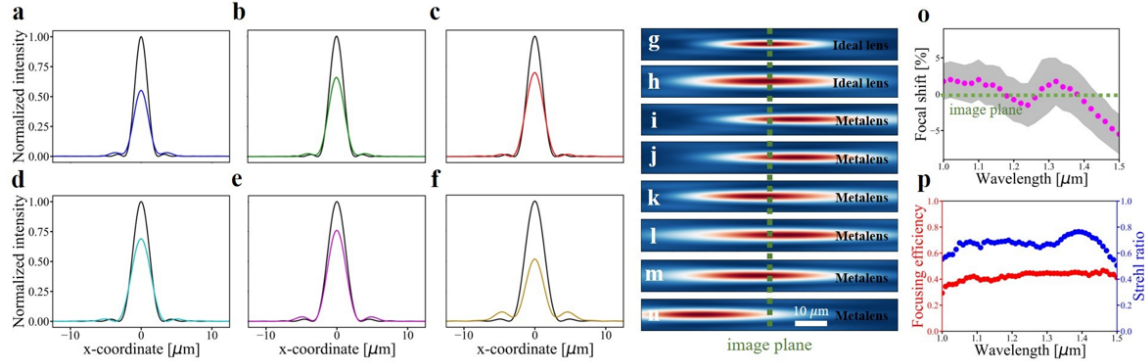 a
b
c
Normalized intensity
1.00
0.75
0.50
0.25
0.00
d
e
f
Normalized intensity
1.00
0.75
0.50
0.25
0.00
−10
0
10
−10
0
10
−10
0
10
x-coordinate [μm]
x-coordinate [μm]
x-coordinate [μm]
g
Ideal lens
h
Ideal lens
i
Metalens
j
Metalens
k
Metalens
l
Metalens
m
Metalens
n
Metalens
10 μm
image plane
o
Focal shift [%]
5
0
−5
image plane
1.0
1.1
1.2
1.3
1.4
1.5
Wavelength [μm]
p
Focusing efficiency
1.0
0.8
0.6
0.4
0.2
0.0
1.0
0.8
0.6
0.4
0.2
0.0
Strehl ratio
1.0
1.1
1.2
1.3
1.4
1.5
Wavelength [μm]